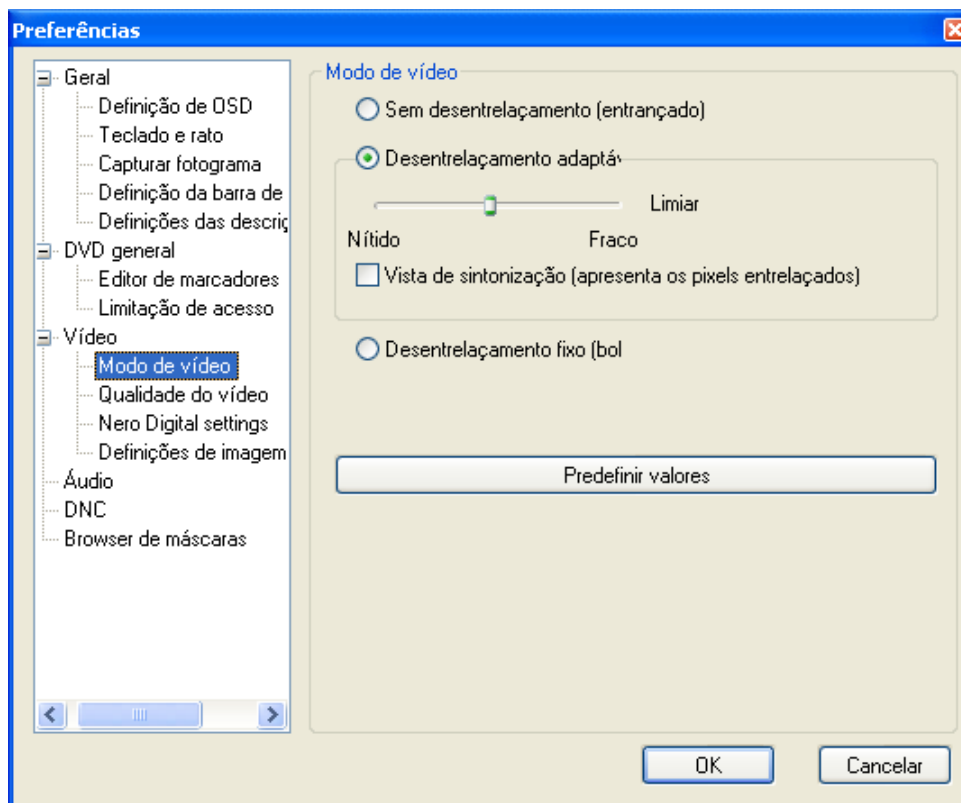 Preferências
Geral
Definição de OSD
Teclado e rato
Capturar fotograma
Definição da barra de
Definições das descriç
DVD general
Editor de marcadores
Limitação de acesso
Vídeo
Modo de vídeo
Qualidade do vídeo
Nero Digital settings
Definições de imagem
Áudio
DNC
Browser de máscaras
Modo de vídeo
Sem desentrelaçamento (entrançado)
Desentrelaçamento adaptáv
Limiar
Nítido Fraco
Vista de sintonização (apresenta os pixels entrelaçados)
Desentrelaçamento fixo (bol
Predefinir valores
OK Cancelar